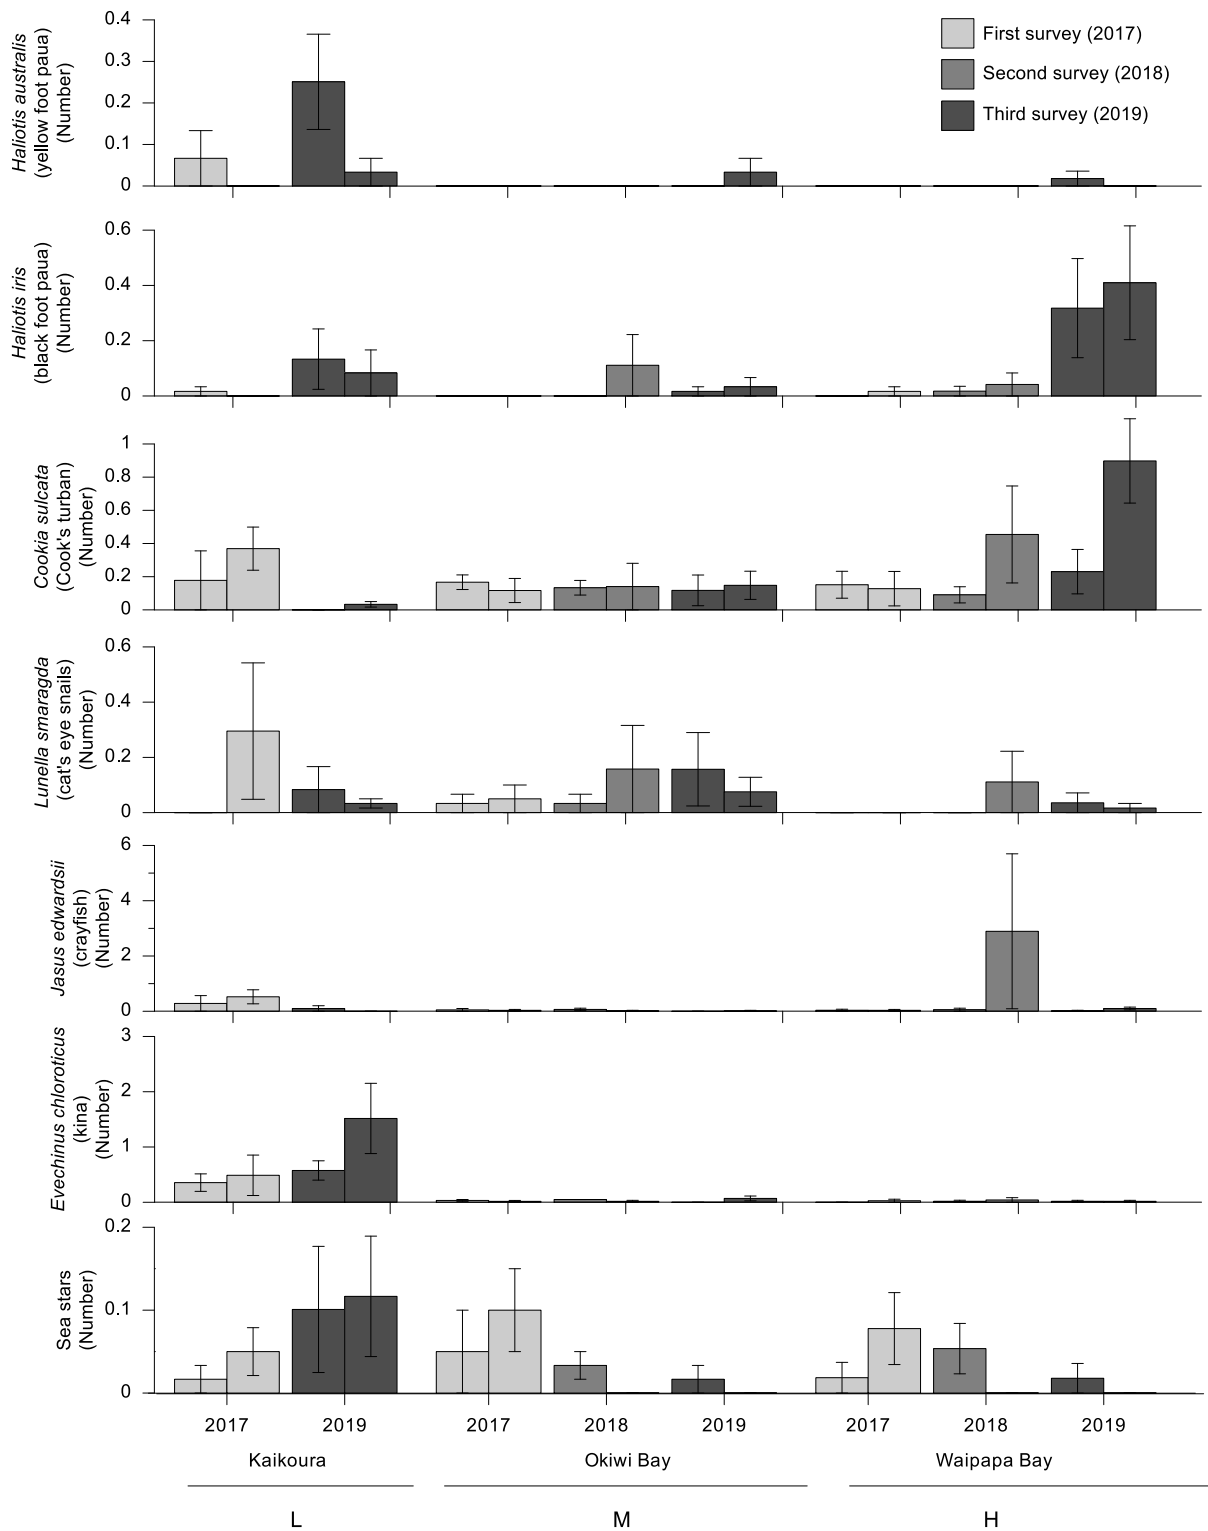 First survey (2017)
Second survey (2018)
Third survey (2019)
Haliotis australis
(yellow foot paua)
(Number)
0.4
0.3
0.2
0.1
0
Haliotis iris
(black foot paua)
(Number)
0.6
0.4
0.2
0
Cookia sulcata
(Cook's turban)
(Number)
1
0.8
0.6
0.4
0.2
0
Lunella smaragda
(cat's eye snails)
(Number)
0.6
0.4
0.2
0
Jasus edwardsii
(crayfish)
(Number)
6
4
2
0
Evechinus chloroticus
(kina)
(Number)
3
2
1
0
Sea stars
(Number)
0.2
0.1
0
2017 2019 2017 2018 2019 2017 2018 2019
Kaikoura Okiwi Bay Waipapa Bay
L M H